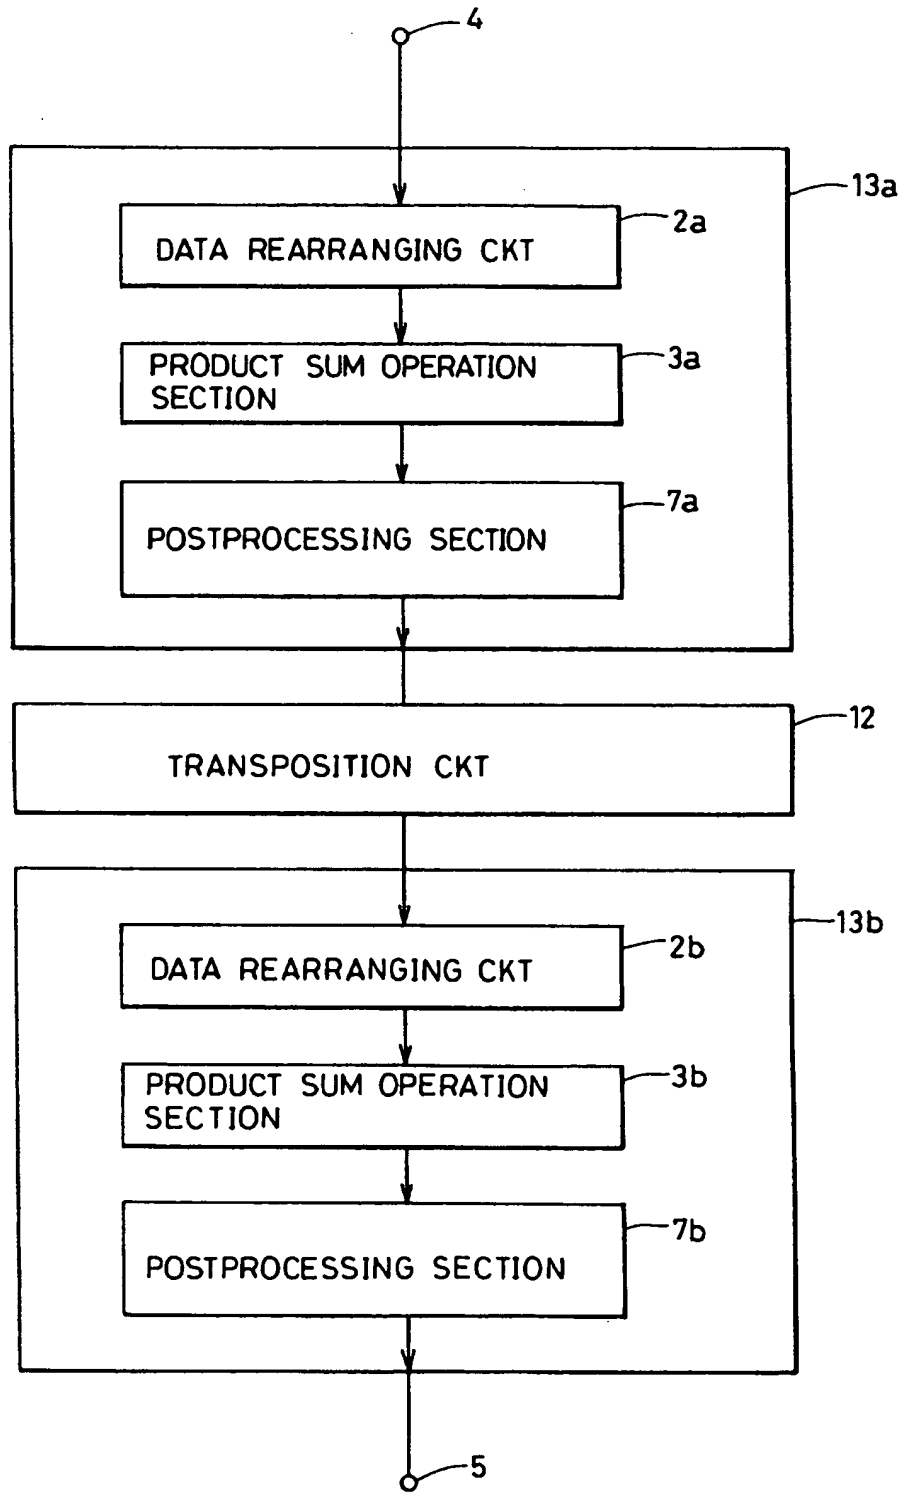 4
13a
2a
DATA REARRANGING CKT
3a
PRODUCT SUM OPERATION
SECTION
7a
POSTPROCESSING SECTION
12
TRANSPOSITION CKT
13b
2b
DATA REARRANGING CKT
3b
PRODUCT SUM OPERATION
SECTION
7b
POSTPROCESSING SECTION
5